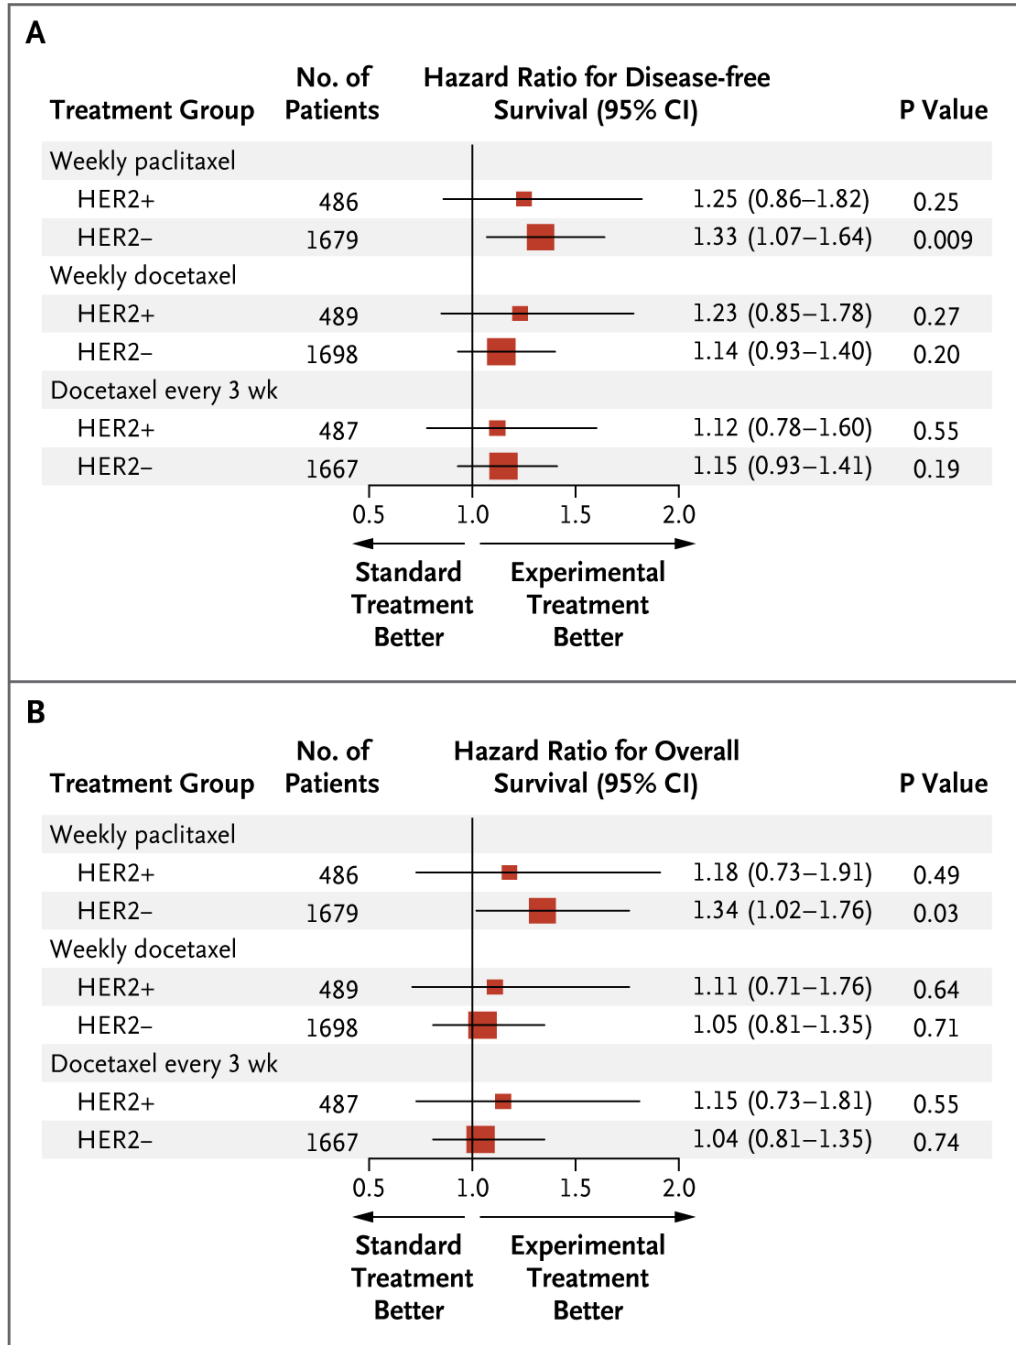 A
No. of Hazard Ratio for Disease-free
Treatment Group Patients Survival (95% CI) P Value
Weekly paclitaxel
HER2+ 486 1.25 (0.86–1.82) 0.25
HER2– 1679 1.33 (1.07–1.64) 0.009
Weekly docetaxel
HER2+ 489 1.23 (0.85–1.78) 0.27
HER2– 1698 1.14 (0.93–1.40) 0.20
Docetaxel every 3 wk
HER2+ 487 1.12 (0.78–1.60) 0.55
HER2– 1667 1.15 (0.93–1.41) 0.19
0.5 1.0 1.5 2.0
Standard Experimental
Treatment Treatment
Better Better
B
No. of Hazard Ratio for Overall
Treatment Group Patients Survival (95% CI) P Value
Weekly paclitaxel
HER2+ 486 1.18 (0.73–1.91) 0.49
HER2– 1679 1.34 (1.02–1.76) 0.03
Weekly docetaxel
HER2+ 489 1.11 (0.71–1.76) 0.64
HER2– 1698 1.05 (0.81–1.35) 0.71
Docetaxel every 3 wk
HER2+ 487 1.15 (0.73–1.81) 0.55
HER2– 1667 1.04 (0.81–1.35) 0.74
0.5 1.0 1.5 2.0
Standard Experimental
Treatment Treatment
Better Better